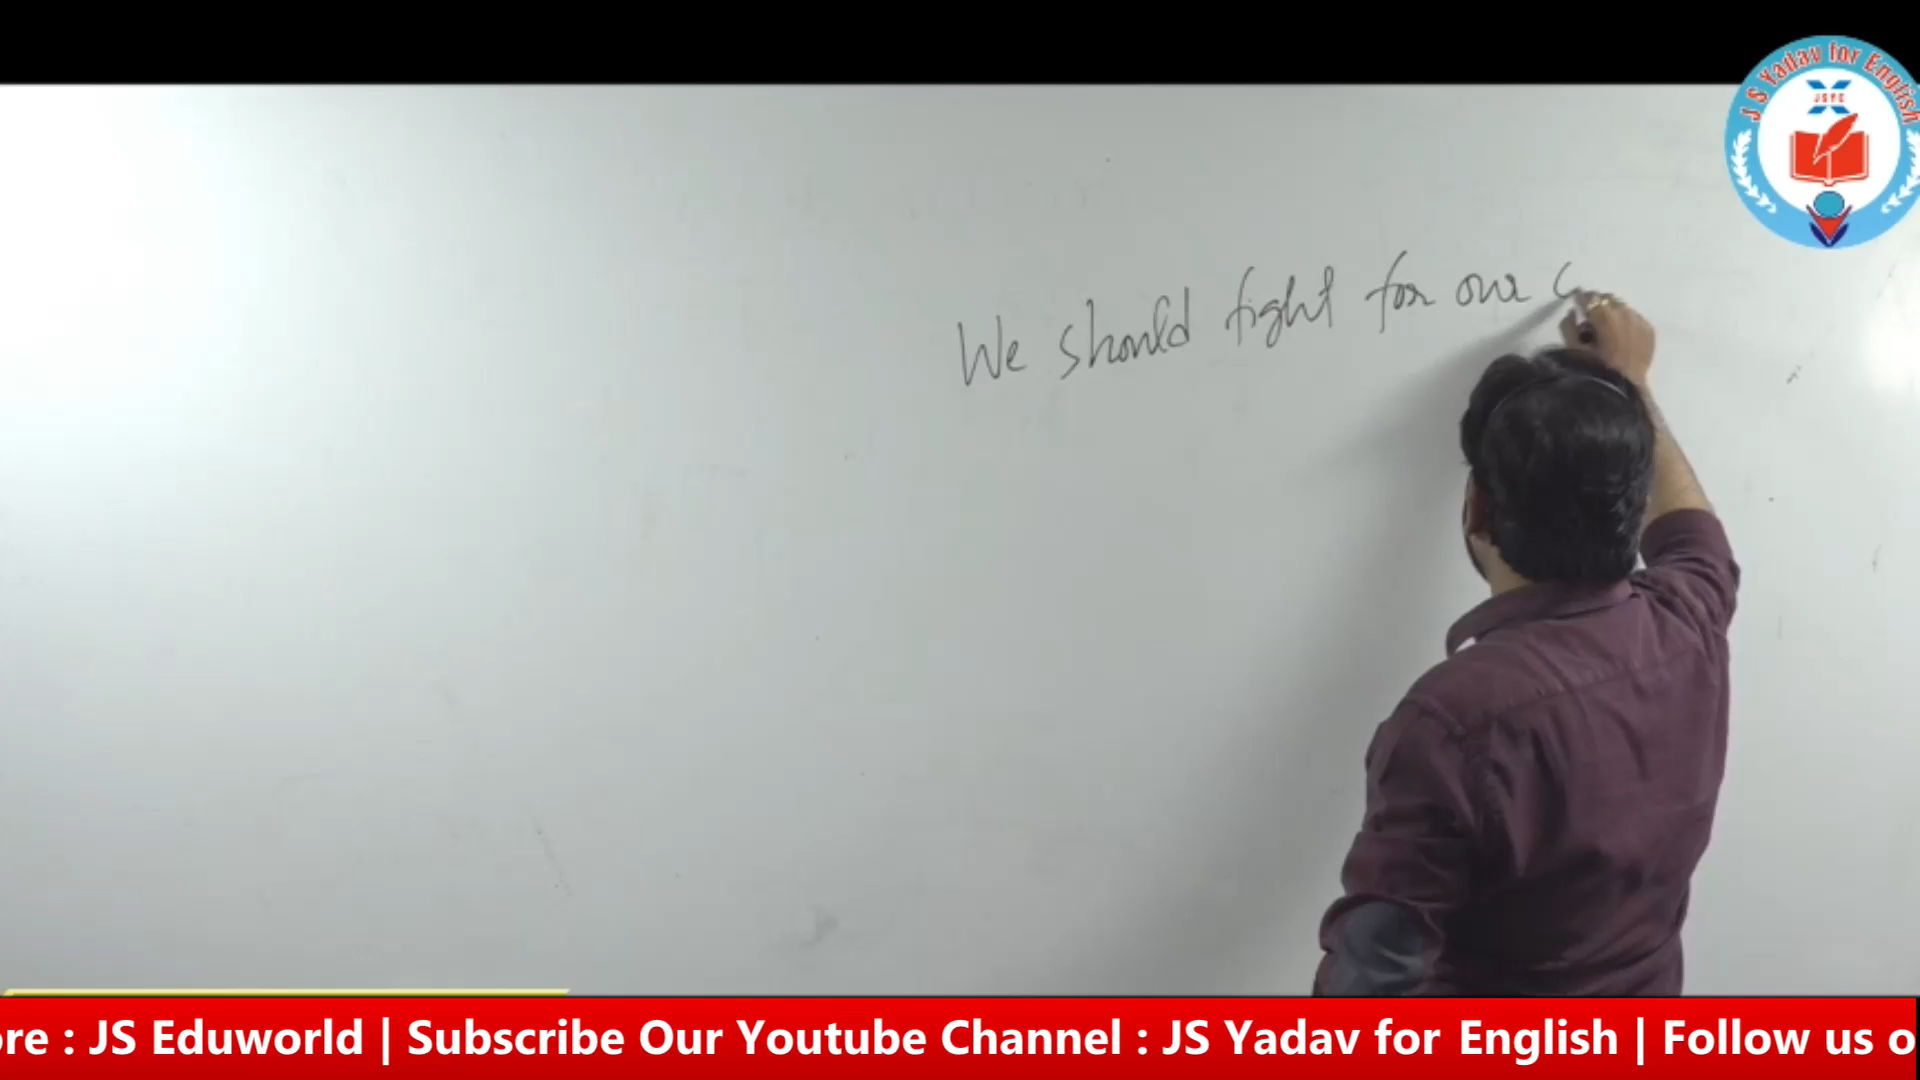 J S Yadav for English
JSYE
We should fight for our c
ore : JS Eduworld | Subscribe Our Youtube Channel : JS Yadav for English | Follow us o